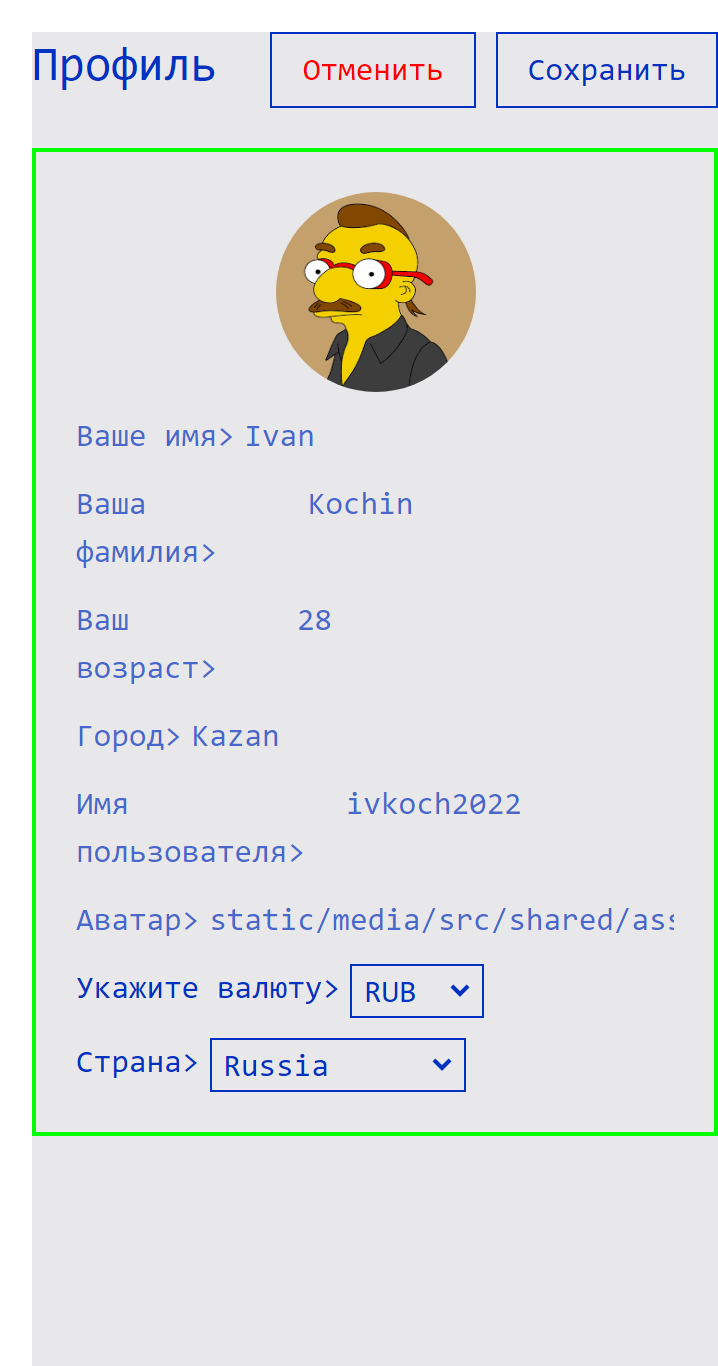 Профиль Отменить Сохранить
Ваше имя> Ivan
Ваша Kochin
фамилия>
Ваш 28
возраст>
Город> Kazan
Имя ivkoch2022
пользователя>
Аватар> static/media/src/shared/as
Укажите валюту> RUB
Страна> Russia